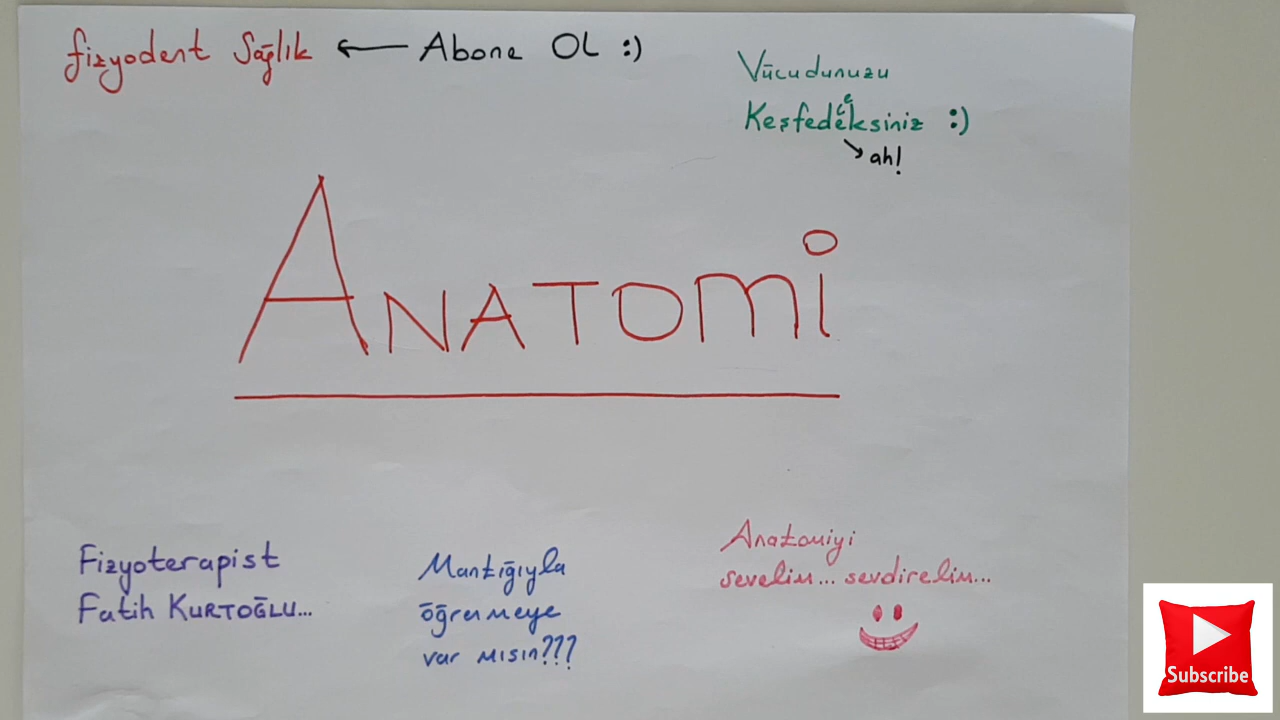 fizyodent Sağlık ← Abone OL :)
Vücudunuzu
Keşfedeceksiniz :)
ah!
ANATOMİ
Fizyoterapist
Fatih KURTOĞLU...
Mantığıyla
öğrenmeye
var mısın???
Anatomiyi
sevelim... sevdirelim...
Subscribe